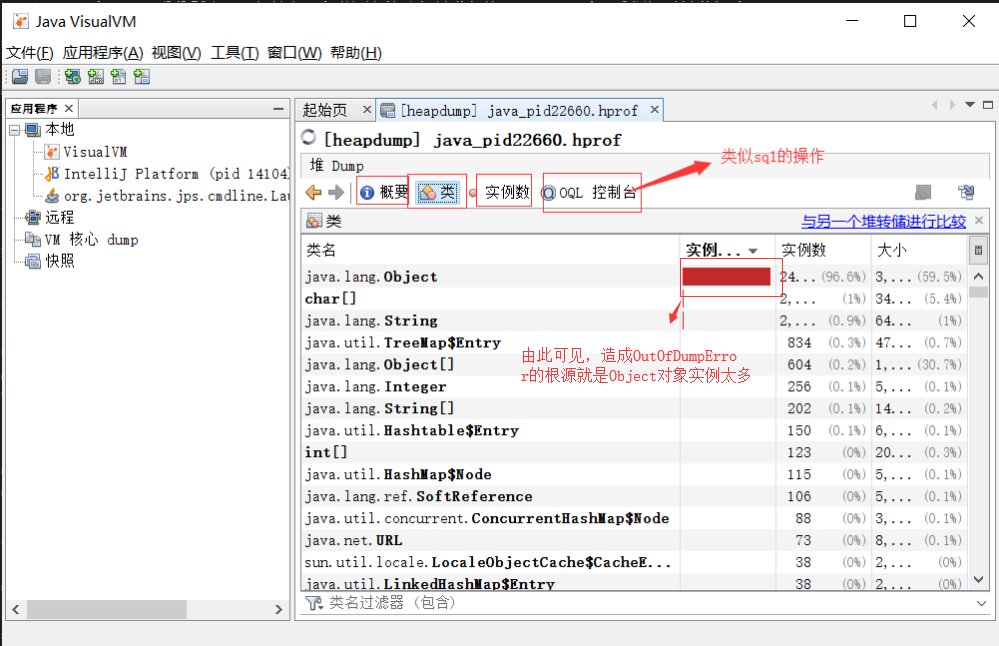 Java VisualVM
文件(F) 应用程序(A) 视图(V) 工具(T) 窗口(W) 帮助(H)
应用程序
本地
VisualVM
IntelliJ Platform (pid 14104
org.jetbrains.jps.cmdline.La
远程
VM 核心 dump
快照
起始页
[heapdump] java_pid22660.hprof
[heapdump] java_pid22660.hprof
堆 Dump
类似sql的操作
概要 类 实例数 OQL 控制台
类 与另一个堆转储进行比较
类名 实例... 实例数 大小
java.lang.Object 24... (96.6%) 3,... (59.5%)
char[] 2,... (1%) 34... (5.4%)
java.lang.String 2,... (0.9%) 64... (1%)
java.util.TreeMap$Entry 834 (0.3%) 47... (0.7%)
java.lang.Object[] 604 (0.2%) 1,... (30.7%)
java.lang.Integer 256 (0.1%) 5,... (0.1%)
java.lang.String[] 202 (0.1%) 14... (0.2%)
java.util.Hashtable$Entry 150 (0.1%) 6,... (0.1%)
int[] 123 (0%) 20... (0.3%)
java.util.HashMap$Node 115 (0%) 5,... (0.1%)
java.lang.ref.SoftReference 106 (0%) 5,... (0.1%)
java.util.concurrent.ConcurrentHashMap$Node 88 (0%) 3,... (0.1%)
java.net.URL 73 (0%) 8,... (0.1%)
sun.util.locale.LocaleObjectCache$CacheE... 38 (0%) 2,... (0%)
java.util.LinkedHashMap$Entry 38 (0%) 2,... (0%)
由此可见，造成OutOfDumpErro
r的根源就是Object对象实例太多
类名过滤器 (包含)